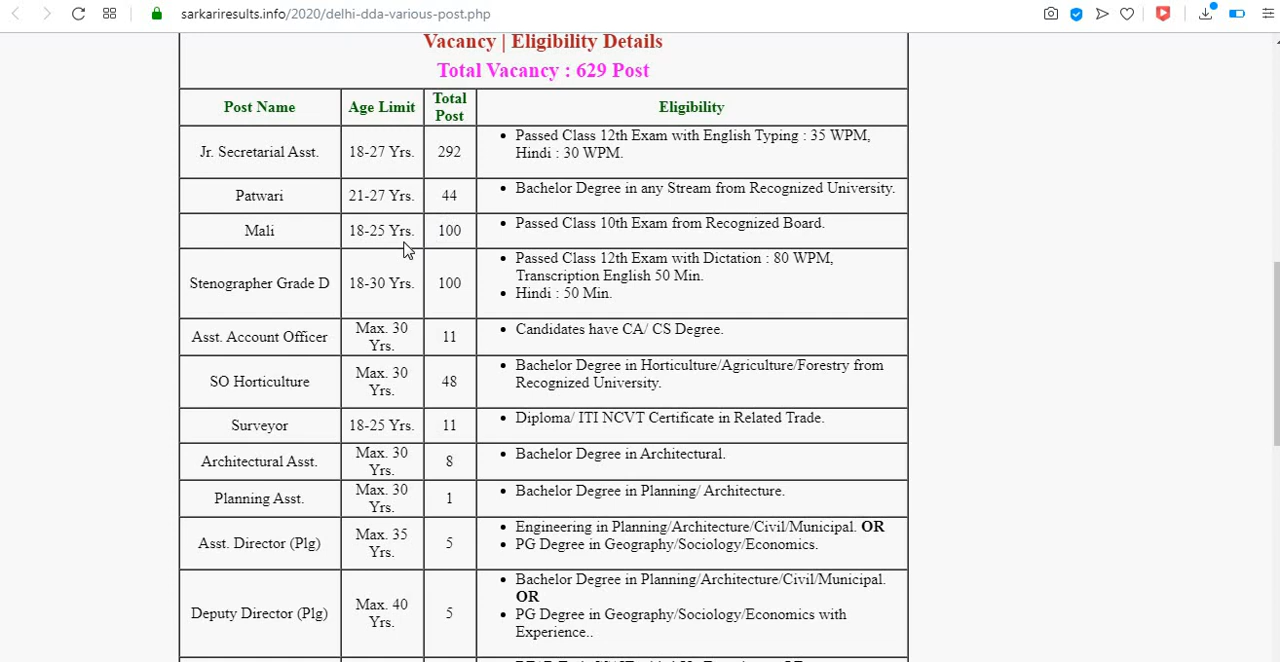 sarkariresults.info/2020/delhi-dda-various-post.php
Vacancy | Eligibility Details
Total Vacancy : 629 Post
Post Name
Age Limit
Total
Post
Eligibility
Jr. Secretarial Asst.
18-27 Yrs.
292
Passed Class 12th Exam with English Typing : 35 WPM,
Hindi : 30 WPM.
Patwari
21-27 Yrs.
44
Bachelor Degree in any Stream from Recognized University.
Mali
18-25 Yrs.
100
Passed Class 10th Exam from Recognized Board.
Stenographer Grade D
18-30 Yrs.
100
Passed Class 12th Exam with Dictation : 80 WPM,
Transcription English 50 Min.
Hindi : 50 Min.
Asst. Account Officer
Max. 30
Yrs.
11
Candidates have CA/ CS Degree.
SO Horticulture
Max. 30
Yrs.
48
Bachelor Degree in Horticulture/Agriculture/Forestry from
Recognized University.
Surveyor
18-25 Yrs.
11
Diploma/ ITI NCVT Certificate in Related Trade.
Architectural Asst.
Max. 30
Yrs.
8
Bachelor Degree in Architectural.
Planning Asst.
Max. 30
Yrs.
1
Bachelor Degree in Planning/ Architecture.
Asst. Director (Plg)
Max. 35
Yrs.
5
Engineering in Planning/Architecture/Civil/Municipal. OR
PG Degree in Geography/Sociology/Economics.
Deputy Director (Plg)
Max. 40
Yrs.
5
Bachelor Degree in Planning/Architecture/Civil/Municipal.
OR
PG Degree in Geography/Sociology/Economics with
Experience..